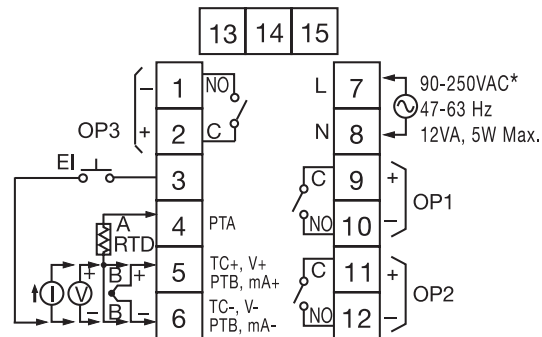 13 14 15
1 NO
OP3 − +
2 C
EI
3
A
RTD
4 PTA
5 TC+, V+
PTB, mA+
I V + − B B + −
6 TC-, V-
PTB, mA-
L 7
N 8
90-250VAC*
47-63 Hz
12VA, 5W Max.
C 9 +
OP1
NO 10 −
C 11 +
OP2
NO 12 −